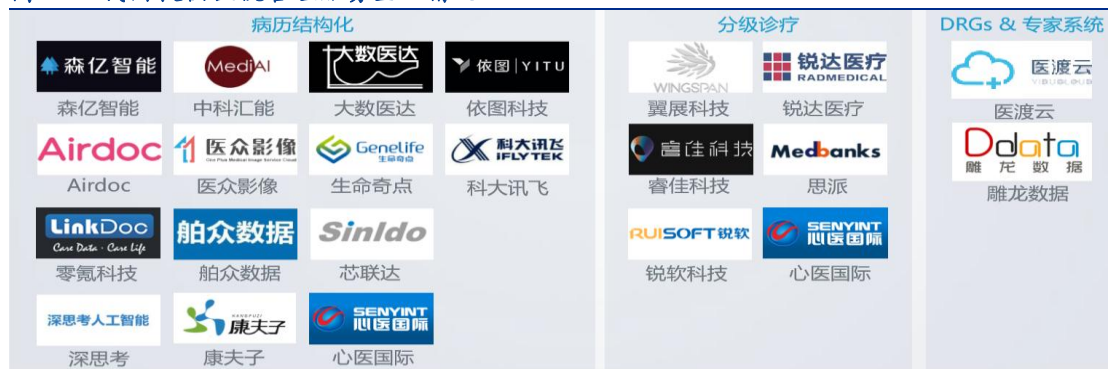 病历结构化
森亿智能
MediAI
大数医达
依图|YITU
森亿智能
中科汇能
大数医达
依图科技
Airdoc
医众影像
Genelife
生命奇点
科大讯飞
IFLYTEK
Airdoc
医众影像
生命奇点
科大讯飞
LinkDoc
Care Data · Care Life
舶众数据
Sinldo
零氪科技
舶众数据
芯联达
深思考人工智能
康夫子
SENYINT
心医国际
深思考
康夫子
心医国际
分级诊疗
WINGSPAN
锐达医疗
RADMEDICAL
翼展科技
锐达医疗
睿佳科技
Medbanks
睿佳科技
思派
RUISOFT锐软
SENYINT
心医国际
锐软科技
心医国际
DRGs & 专家系统
医渡云
YIDUCLOUD
医渡云
Ddata
雕龙数据
雕龙数据